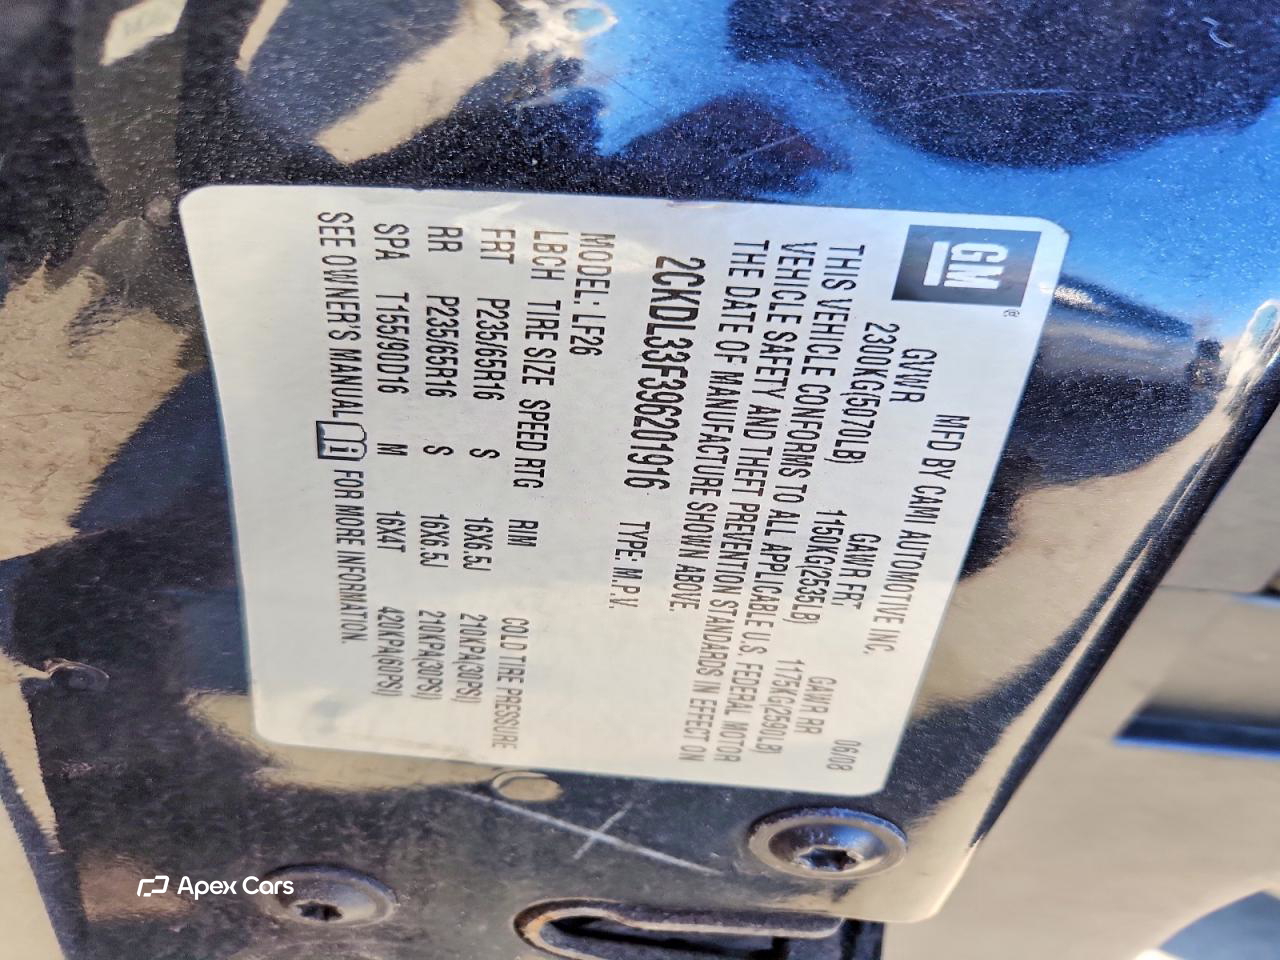 GM®
MFD BY CAMI AUTOMOTIVE INC. 06/08
GVWR GAWR FRT GAWR RR
2300KG(5070LB) 1150KG(2535LB) 1175KG(2590LB)
THIS VEHICLE CONFORMS TO ALL APPLICABLE U.S. FEDERAL MOTOR
VEHICLE SAFETY AND THEFT PREVENTION STANDARDS IN EFFECT ON
THE DATE OF MANUFACTURE SHOWN ABOVE.
2CKDL33F396201916 TYPE: M.P.V.
MODEL: LF26
LBCH TIRE SIZE SPEED RTG RIM COLD TIRE PRESSURE
FRT P235/65R16 S 16X6.5J 210KPA(30PSI)
RR P235/65R16 S 16X6.5J 210KPA(30PSI)
SPA T155/90D16 M 16X4T 420KPA(60PSI)
SEE OWNER'S MANUAL i FOR MORE INFORMATION.
Apex Cars